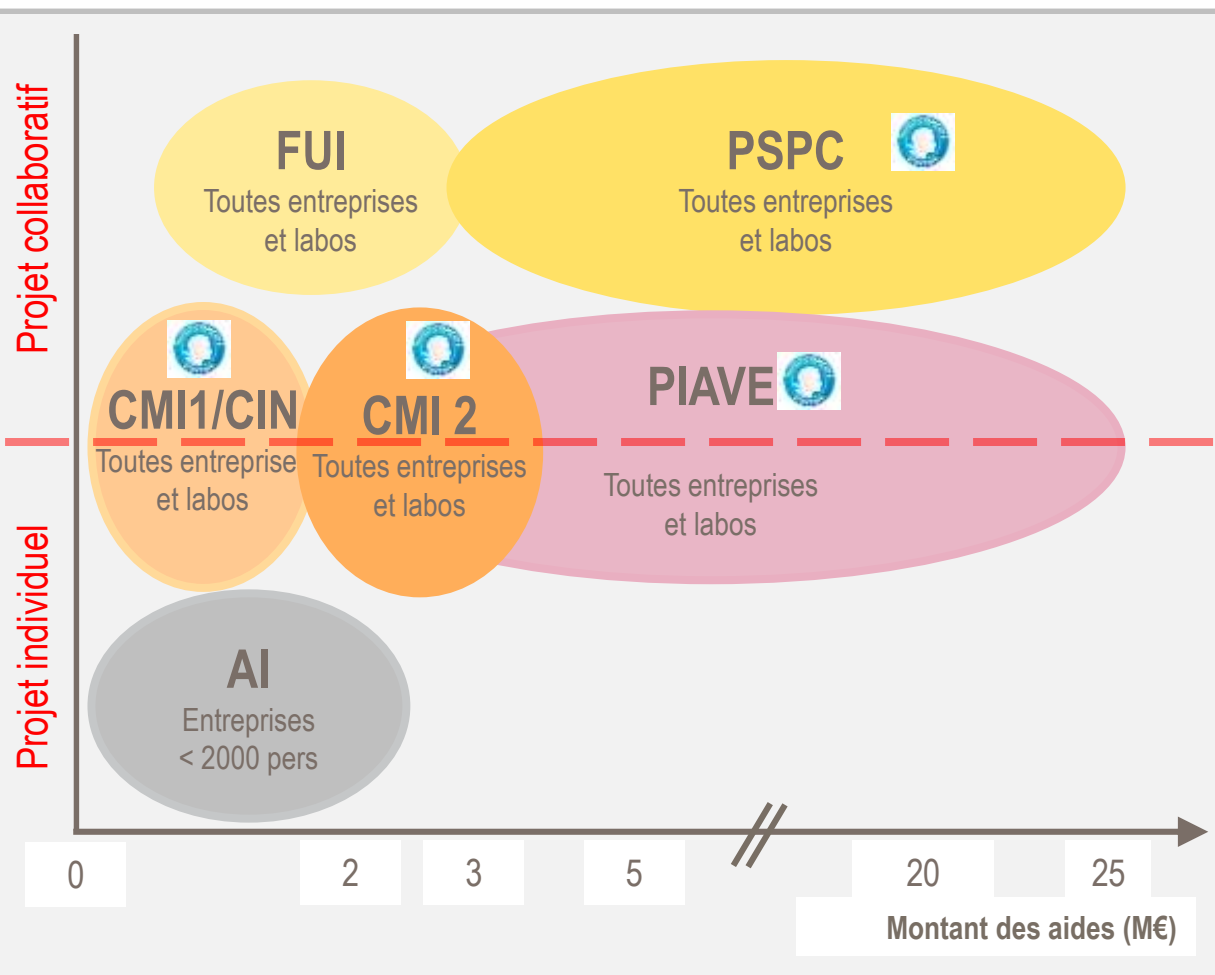 Projet collaboratif
FUI
Toutes entreprises
et labos
PSPC
Toutes entreprises
et labos
CMI1/CIN
Toutes entreprise
et labos
CMI 2
Toutes entreprises
et labos
PIAVE
Toutes entreprises
et labos
Projet individuel
AI
Entreprises
< 2000 pers
0 2 3 5 20 25
Montant des aides (M€)